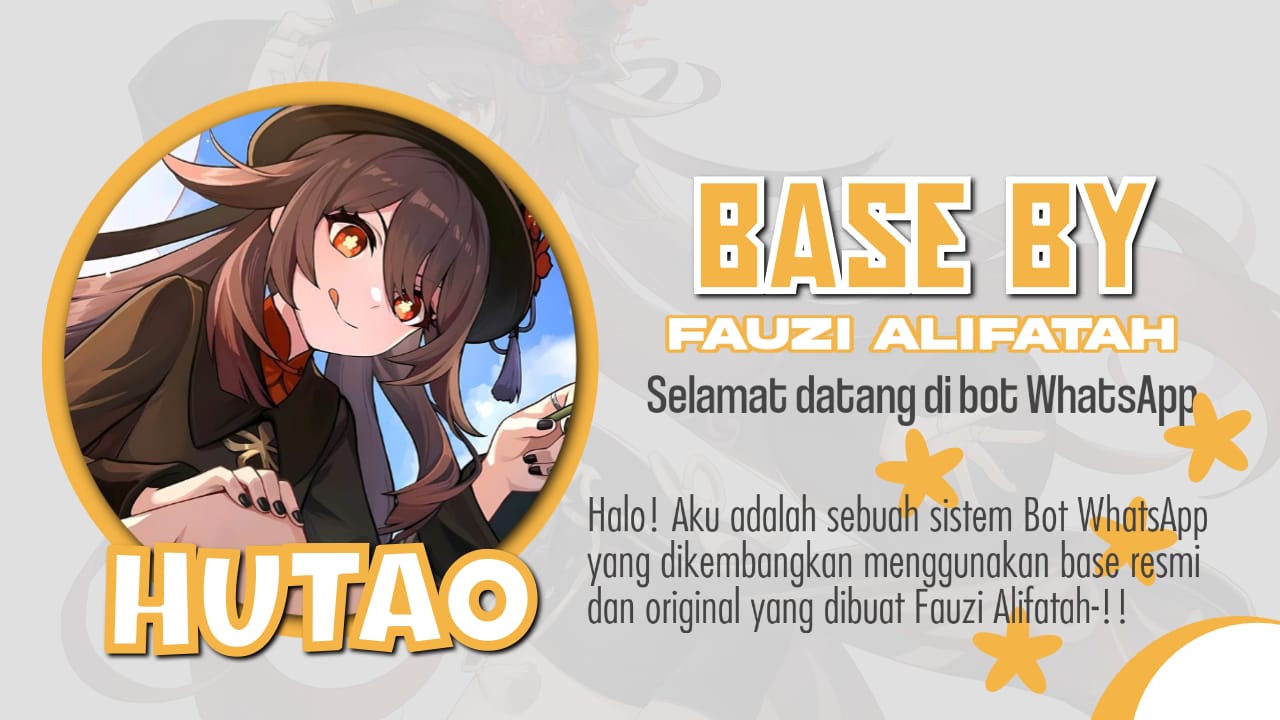 BASE BY
FAUZI ALIFATAH
Selamat datang di bot WhatsApp
Halo! Aku adalah sebuah sistem Bot WhatsApp
yang dikembangkan menggunakan base resmi
dan original yang dibuat Fauzi Alifatah-!!
HUTAO